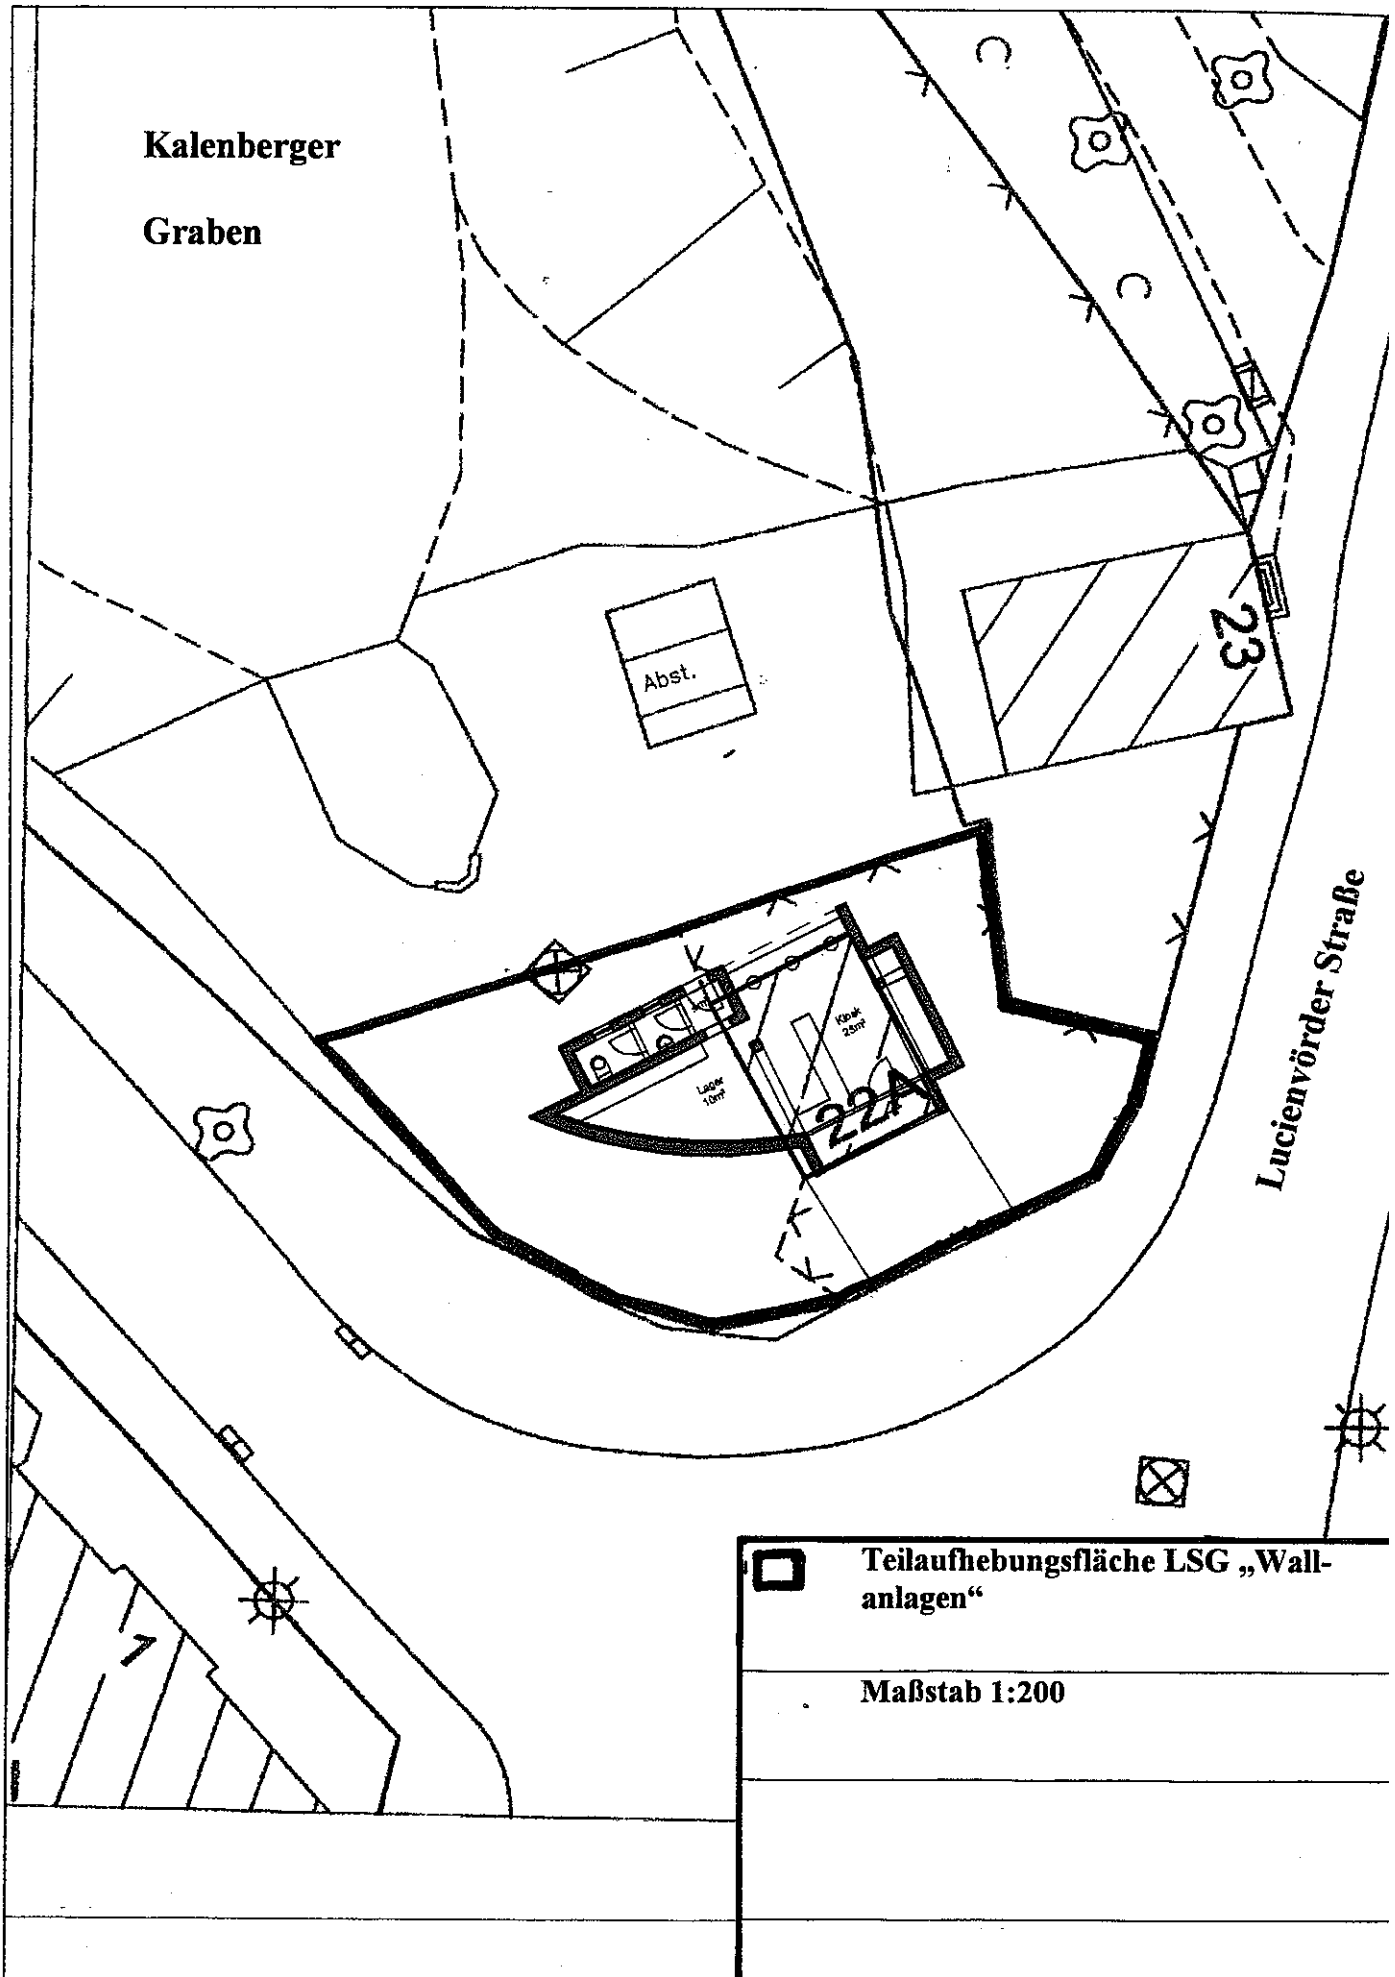 Kalenberger
Graben
C
C
23
Abst.
Kiosk
25m²
Lager
10m²
22A
Lucienvörder Straße
1
Teilaufhebungsfläche LSG „Wall-
anlagen“
Maßstab 1:200